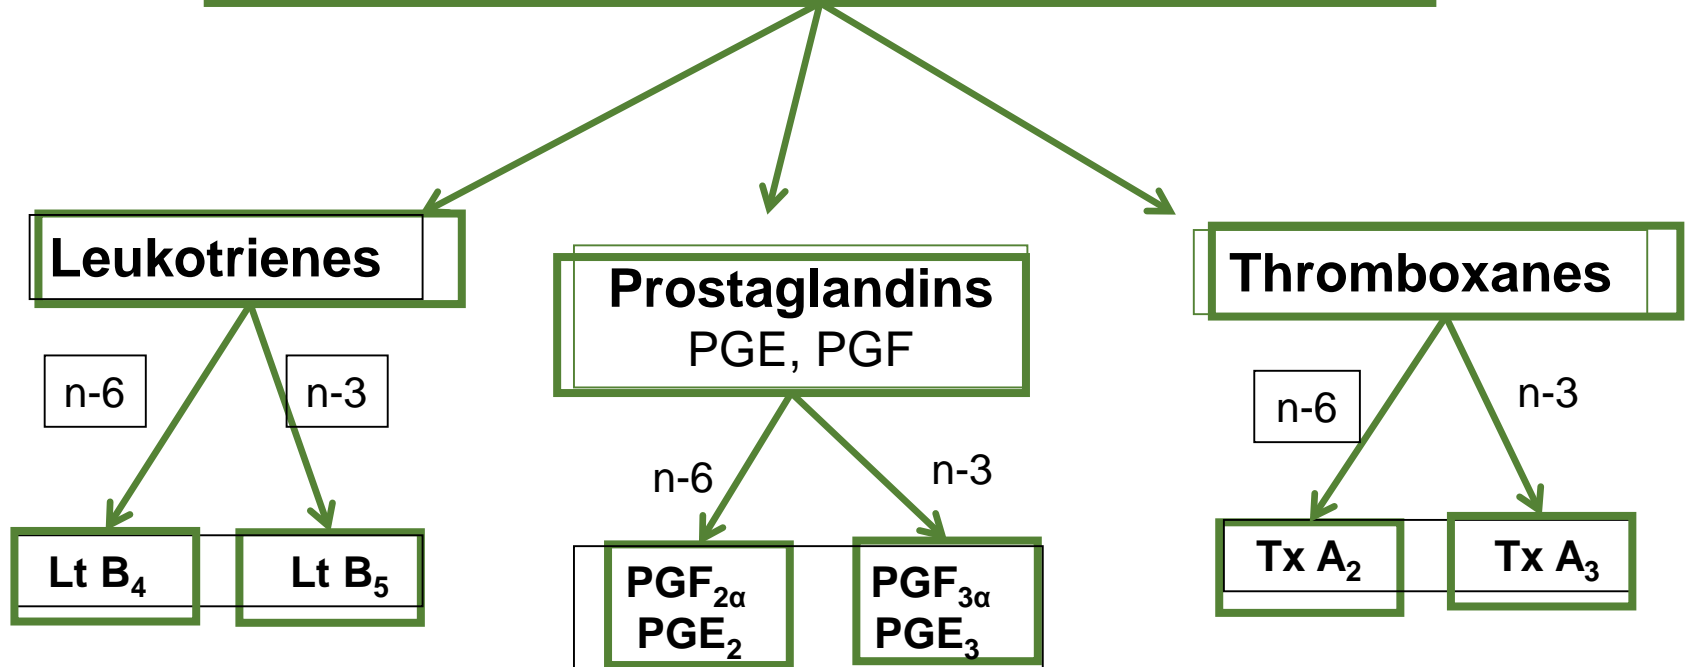 Leukotrienes
Prostaglandins
PGE, PGF
Thromboxanes
n-6
n-3
n-6
n-3
n-6
n-3
Lt B₄
Lt B₅
PGF₂α
PGE₂
PGF₃α
PGE₃
Tx A₂
Tx A₃